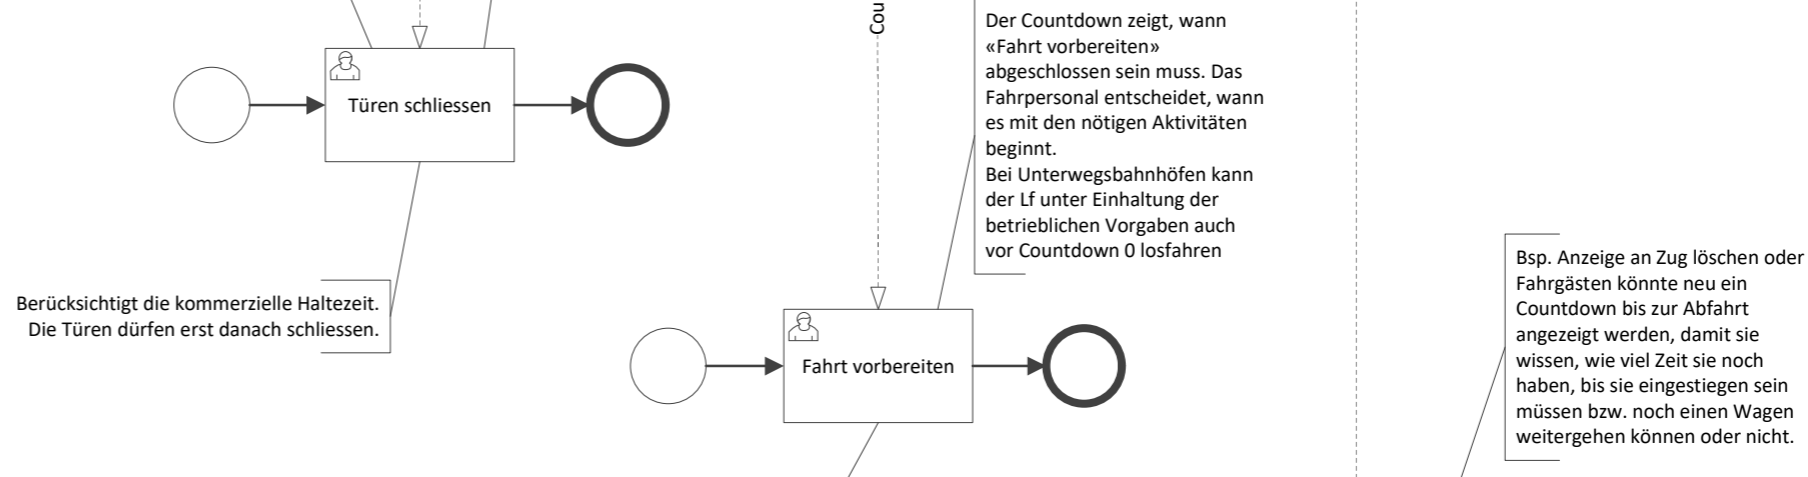 Cou
Der Countdown zeigt, wann
«Fahrt vorbereiten»
abgeschlossen sein muss. Das
Fahrpersonal entscheidet, wann
es mit den nötigen Aktivitäten
beginnt.
Bei Unterwegsbahnhöfen kann
der Lf unter Einhaltung der
betrieblichen Vorgaben auch
vor Countdown 0 losfahren
Türen schliessen
Berücksichtigt die kommerzielle Haltezeit.
Die Türen dürfen erst danach schliessen.
Fahrt vorbereiten
Bsp. Anzeige an Zug löschen oder
Fahrgästen könnte neu ein
Countdown bis zur Abfahrt
angezeigt werden, damit sie
wissen, wie viel Zeit sie noch
haben, bis sie eingestiegen sein
müssen bzw. noch einen Wagen
weitergehen können oder nicht.